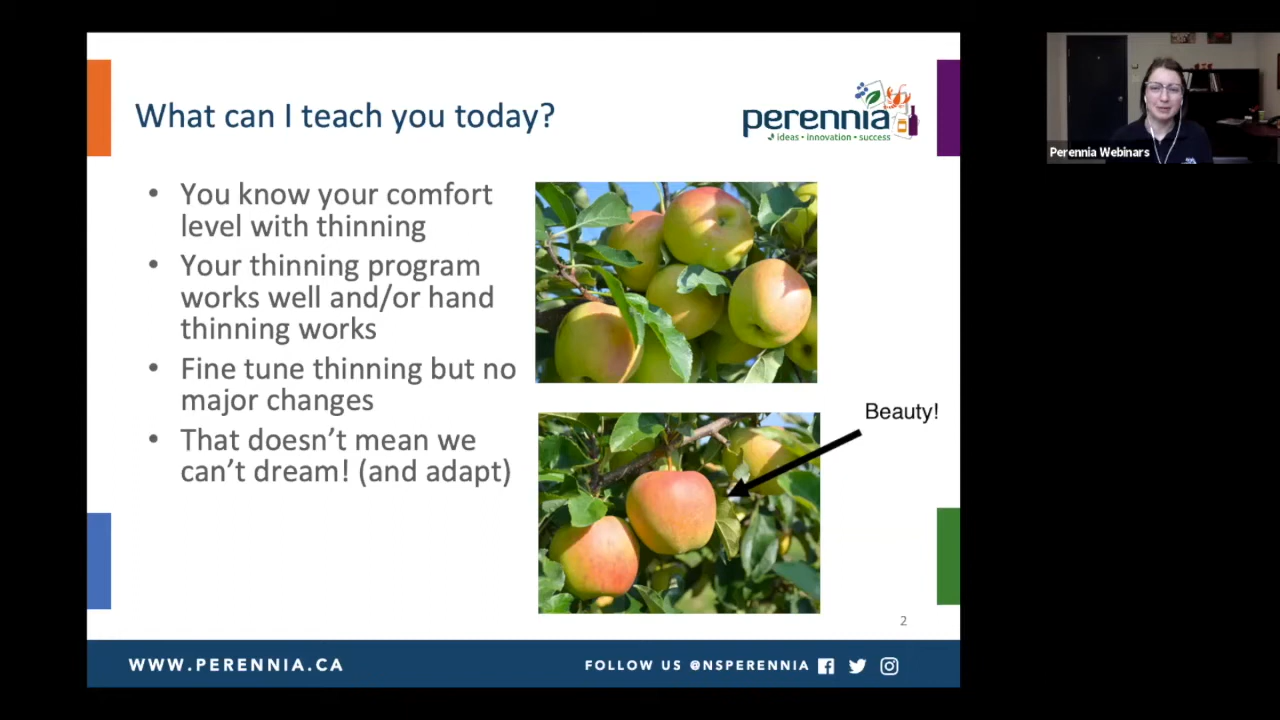 What can I teach you today?
perennia
ideas • innovation • success
• You know your comfort
level with thinning
• Your thinning program
works well and/or hand
thinning works
• Fine tune thinning but no
major changes
• That doesn't mean we
can't dream! (and adapt)
Beauty!
2
WWW.PERENNIA.CA
FOLLOW US @NSPERENNIA
Perennia Webinars